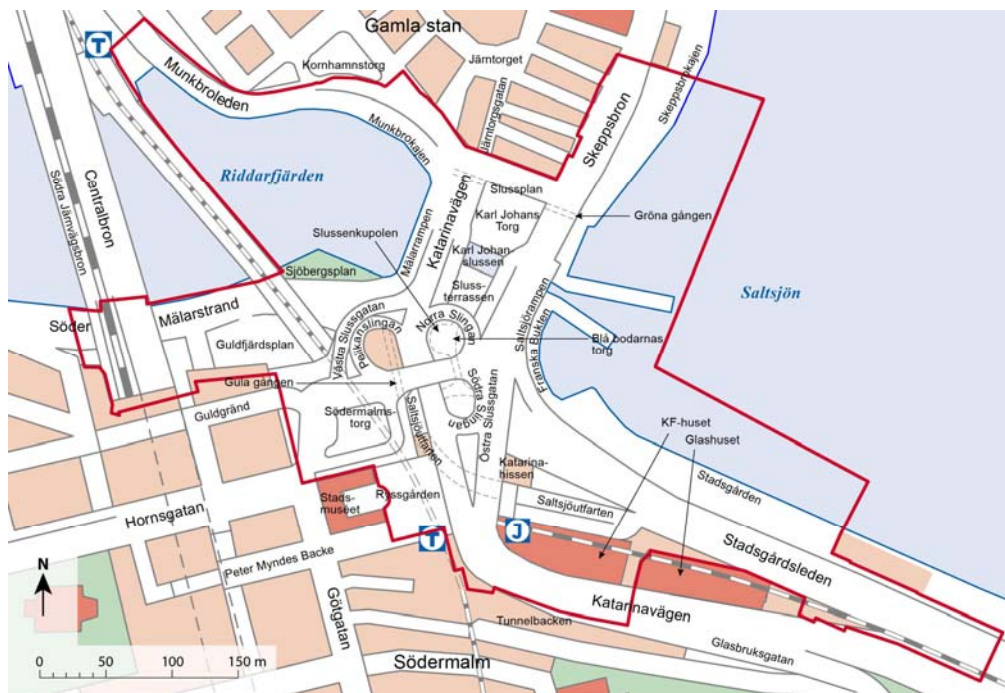 Gamla stan
T
Munkbroleden
Kornhamnstorg
Järntorget
Järntorgsgatan
Munkbrokajen
Skeppsbron
Skeppsbrokajen
Riddarfjärden
Centralbron
Södra Järnvägsbron
Slussplan
Karl Johans
Torg
Gröna gången
Slussenkupolen
Mälarrampen
Katarinavägen
Karl Johan-
slussen
Sluss-
terrassen
Sjöbergsplan
Saltsjön
Söder
Mälarstrand
Guldfjärdsplan
Västra Slussgatan
Pelikanslingan
Norra Slingan
Saltsjörampen
Franska Bukten
Blå bodarnas
torg
Gula gången
Södra Slingan
Guldgränd
Södermalms-
torg
Saltsjöutfarten
Östra Slussgatan
KF-huset
Glashuset
Katarina-
hissen
Stadsgården
Hornsgatan
Stads-
muséet
Ryssgården
Saltsjöutfarten
T
J
Stadsgårdsleden
Peter Myndes Backe
Götgatan
Katarinavägen
Tunnelbacken
Glasbruksgatan
Södermalm
N
0 50 100 150 m